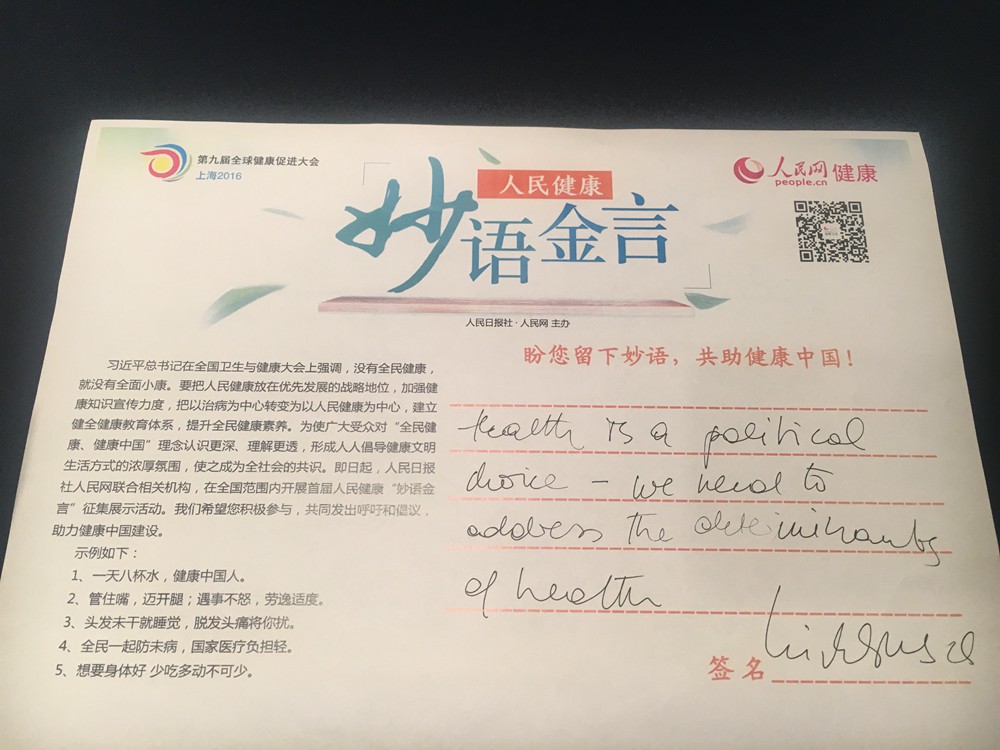 第九届全球健康促进大会
上海2016
人民健康
妙语金言
人民网 健康
people.cn
人民日报社·人民网 主办
习近平总书记在全国卫生与健康大会上强调，没有全民健康，
就没有全面小康。要把人民健康放在优先发展的战略地位，加强健
康知识宣传力度，把以治病为中心转变为以人民健康为中心，建立
健全健康教育体系，提升全民健康素养。为使广大受众对“全民健
康、健康中国”理念认识更深、理解更透，形成人人倡导健康文明
生活方式的浓厚氛围，使之成为全社会的共识。即日起，人民日报
社人民网联合相关机构，在全国范围内开展首届人民健康“妙语金
言”征集展示活动。我们希望您积极参与，共同发出呼吁和倡议，
助力健康中国建设。
示例如下：
1、一天八杯水，健康中国人。
2、管住嘴，迈开腿；遇事不怒，劳逸适度。
3、头发未干就睡觉，脱发头痛将你扰。
4、全民一起防未病，国家医疗负担轻。
5、想要身体好 少吃多动不可少。
盼您留下妙语，共助健康中国！
Health is a political
choice – we need to
address the determinants
of health
签名